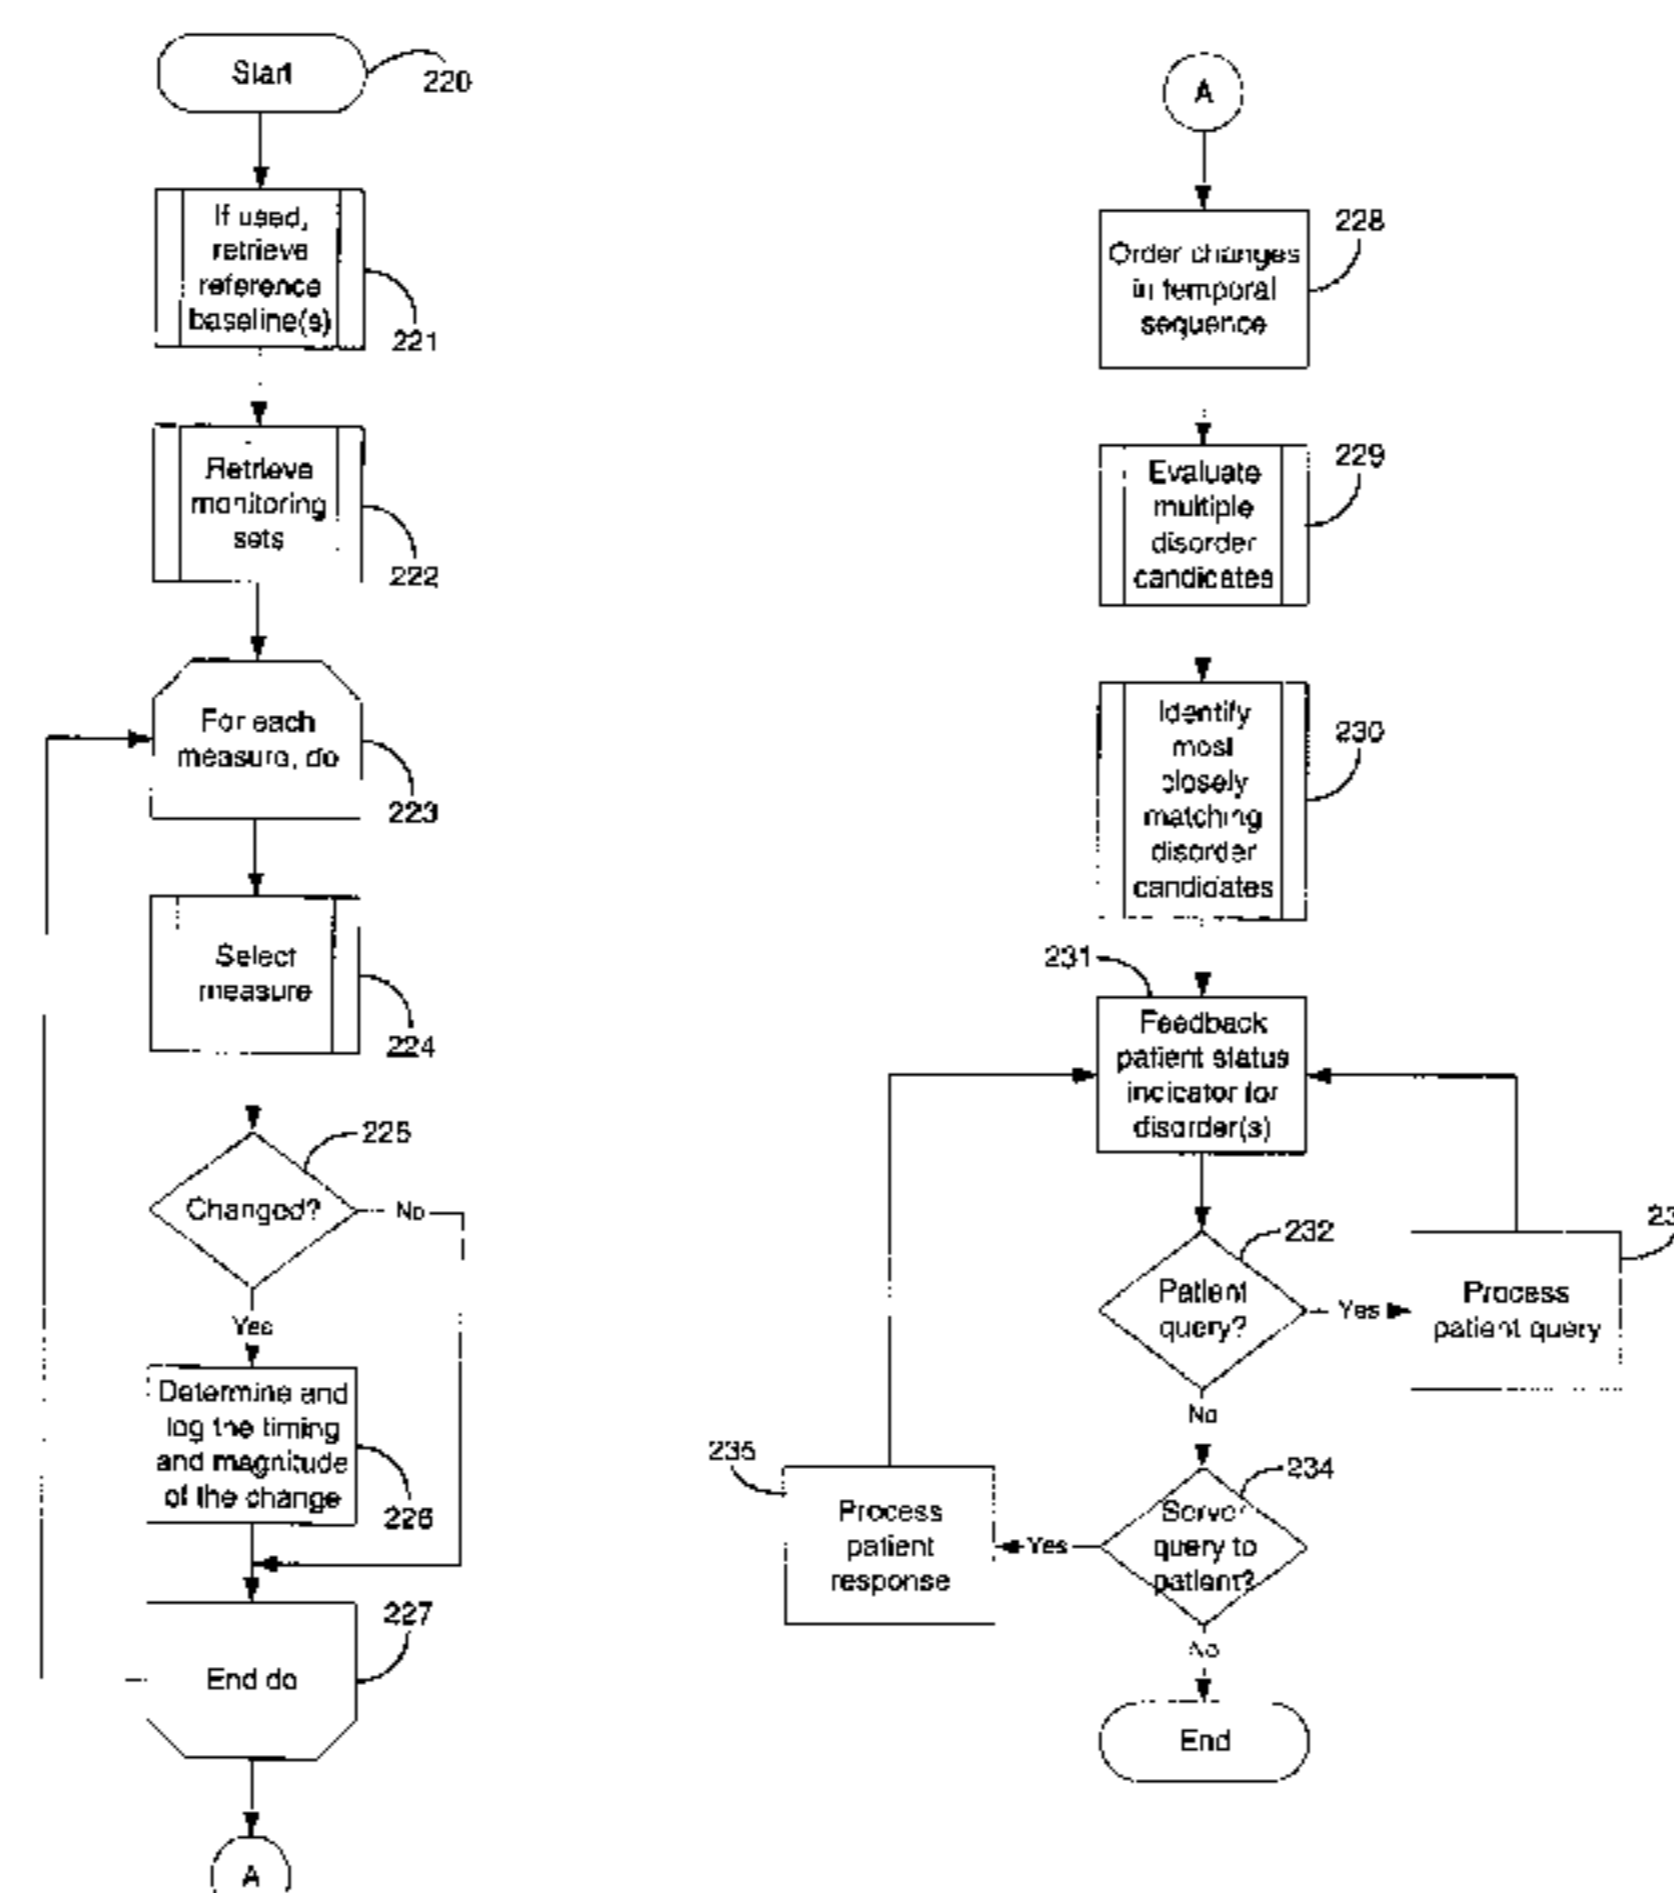 Start
220
If used,
retrieve
reference
baseline(s)
221
Retrieve
monitoring
sets
222
For each
measure, do
223
Select
measure
224
225
Changed?
No
Yes
Determine and
log the timing
and magnitude
of the change
226
227
End do
A
A
228
Order changes
in temporal
sequence
229
Evaluate
multiple
disorder
candidates
230
Identify
most
closely
matching
disorder
candidates
231
Feedback
patient status
indicator for
disorder(s)
232
Patient
query?
Yes
Process
patient query
No
234
Server
query to
patient?
Yes
235
Process
patient
response
No
End